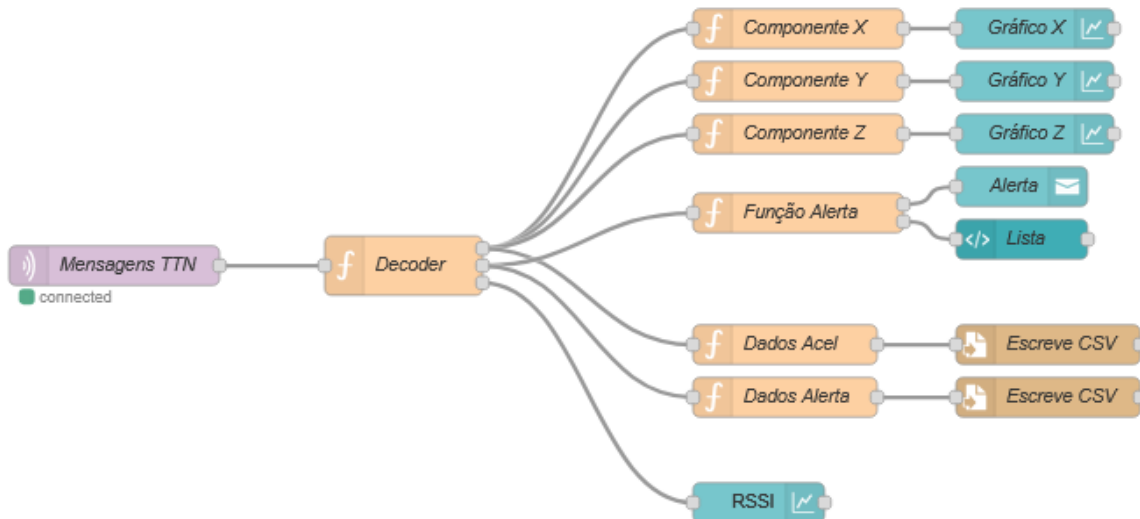 Componente X
Gráfico X
Componente Y
Gráfico Y
Componente Z
Gráfico Z
Função Alerta
Alerta
</> Lista
Mensagens TTN
connected
Decoder
Dados Acel
Escreve CSV
Dados Alerta
Escreve CSV
RSSI